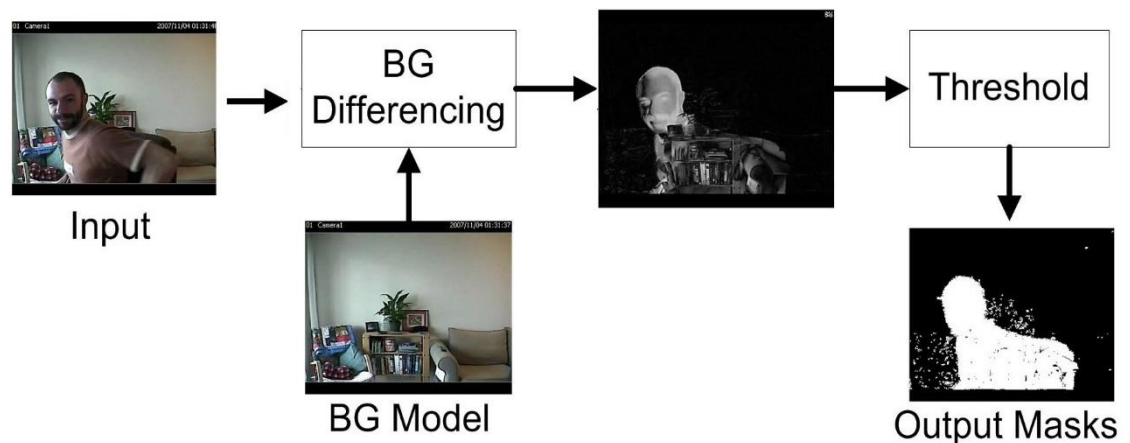 01 Camera1 2007/11/04 01:31:4
BG
Differencing
Threshold
Input
01 Camera1 2007/11/04 01:31:37
BG Model
Output Masks